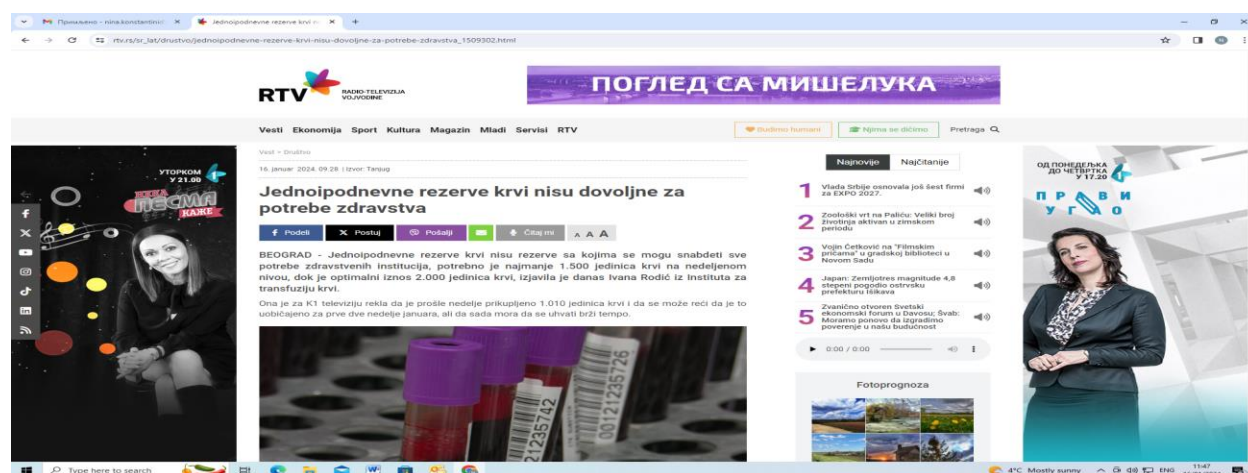 Примљено - nina.konstantinic
Jednoipodnevne rezerve krvi n
rtv.rs/sr_lat/drustvo/jednoipodnevne-rezerve-krvi-nisu-dovoljne-za-potrebe-zdravstva_1509302.html
RTV RADIO-TELEVIZIJA
VOJVODINE
ПОГЛЕД СА МИШЕЛУКА
Vesti Ekonomija Sport Kultura Magazin Mladi Servisi RTV
Budimo humani
Njima se dičimo
Pretraga
Vesti > Društvo
16. januar 2024, 09:28 | Izvor: Tanjug
Jednoipodnevne rezerve krvi nisu dovoljne za
potrebe zdravstva
Podeli
Postuj
Pošalji
Čitaj mi
A A A
BEOGRAD - Jednoipodnevne rezerve krvi nisu rezerve sa kojima se mogu snabdeti sve
potrebe zdravstvenih institucija, potrebno je najmanje 1.500 jedinica krvi na nedeljenom
nivou, dok je optimalni iznos 2.000 jedinica krvi, izjavila je danas Ivana Rodić iz Instituta za
transfuziju krvi.
Ona je za K1 televiziju rekla da je prošle nedelje prikupljeno 1.010 jedinica krvi i da se može reći da je to
uobičajeno za prve dve nedelje januara, ali da sada mora da se uhvati brži tempo.
21235742
00121235726
Najnovije
Najčitanije
1 Vlada Srbije osnovala još šest firmi
za EXPO 2027.
2 Zoološki vrt na Paliću: Veliki broj
životinja aktivan u zimskom
periodu
3 Vojin Ćetković na "Filmskim
pričama" u gradskoj biblioteci u
Novom Sadu
4 Japan: Zemljotres magnitude 4,8
stepeni pogodio ostrvsku
prefekturu Išikava
5 Zvanično otvoren Svetski
ekonomski forum u Davosu; Švab:
Moramo ponovo da izgradimo
poverenje u našu budućnost
0:00 / 0:00
Fotoprognoza
УТОРКОМ
У 21.00
ПЕСМА
КАЖЕ
ОД ПОНЕДЕЉКА
ДО ЧЕТВРТКА
У 17.20
ПРАВИ
УГАО
Type here to search
4°C Mostly sunny
ENG
11:47